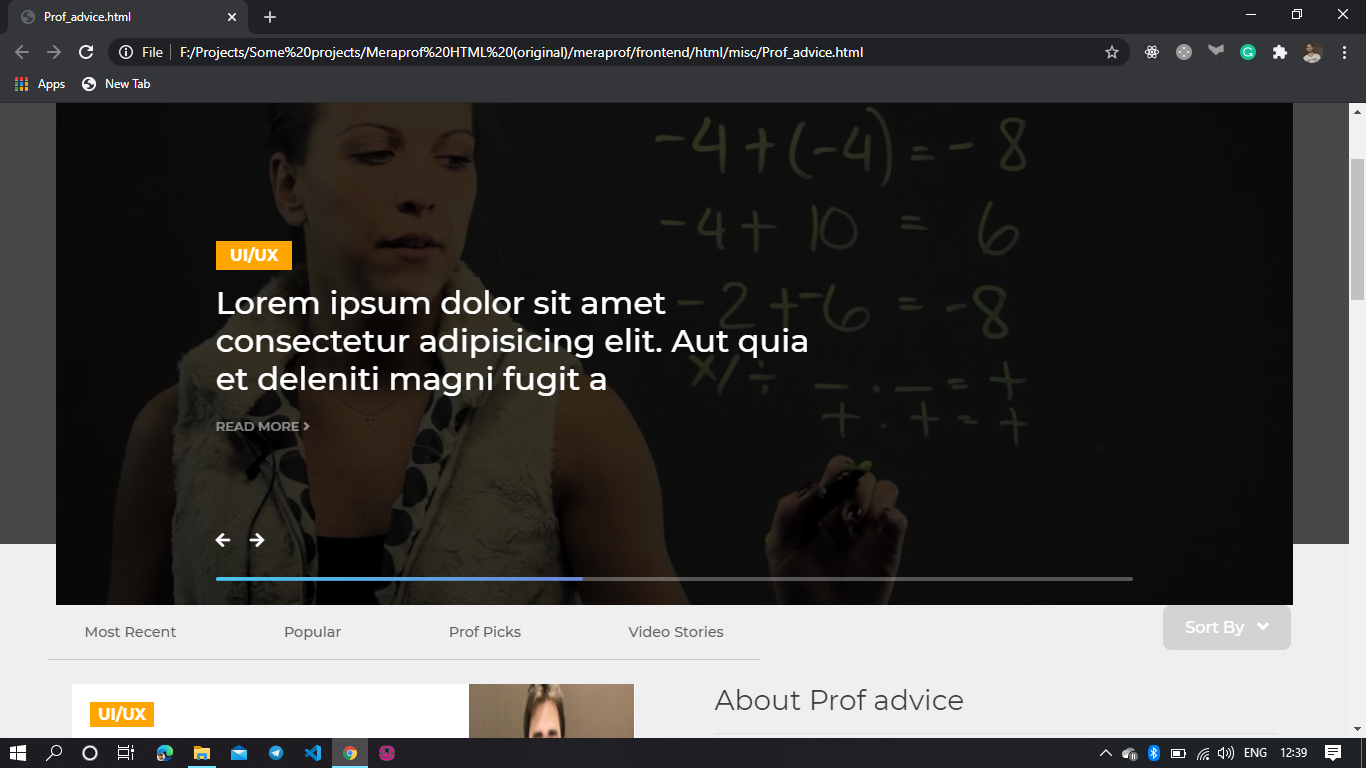 Prof_advice.html
File
F:/Projects/Some%20projects/Meraprof%20HTML%20(original)/meraprof/frontend/html/misc/Prof_advice.html
Apps
New Tab
-4+(-4)=-8
-4+10=6
-2+-6=-8
x/÷ _._=+
+.+=+
UI/UX
Lorem ipsum dolor sit amet
consectetur adipisicing elit. Aut quia
et deleniti magni fugit a
READ MORE >
Most Recent Popular Prof Picks Video Stories
Sort By
UI/UX
About Prof advice
ENG 12:39